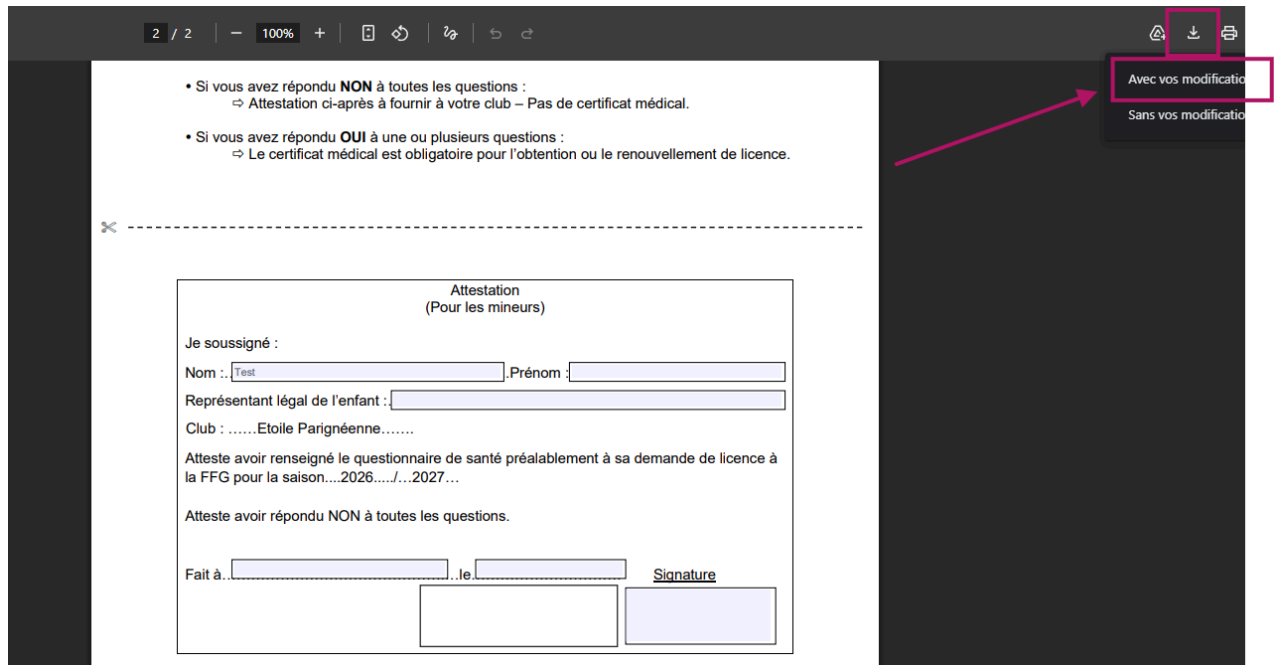 2 / 2 100%
Avec vos modificatio
Sans vos modificatio
• Si vous avez répondu NON à toutes les questions :
⇨ Attestation ci-après à fournir à votre club – Pas de certificat médical.
• Si vous avez répondu OUI à une ou plusieurs questions :
⇨ Le certificat médical est obligatoire pour l’obtention ou le renouvellement de licence.
Attestation
(Pour les mineurs)
Je soussigné :
Nom :..Test .Prénom :
Représentant légal de l’enfant :.
Club : ……Etoile Parignéenne…….
Atteste avoir renseigné le questionnaire de santé préalablement à sa demande de licence à
la FFG pour la saison....2026...../…2027…
Atteste avoir répondu NON à toutes les questions.
Fait à.. ..le. Signature